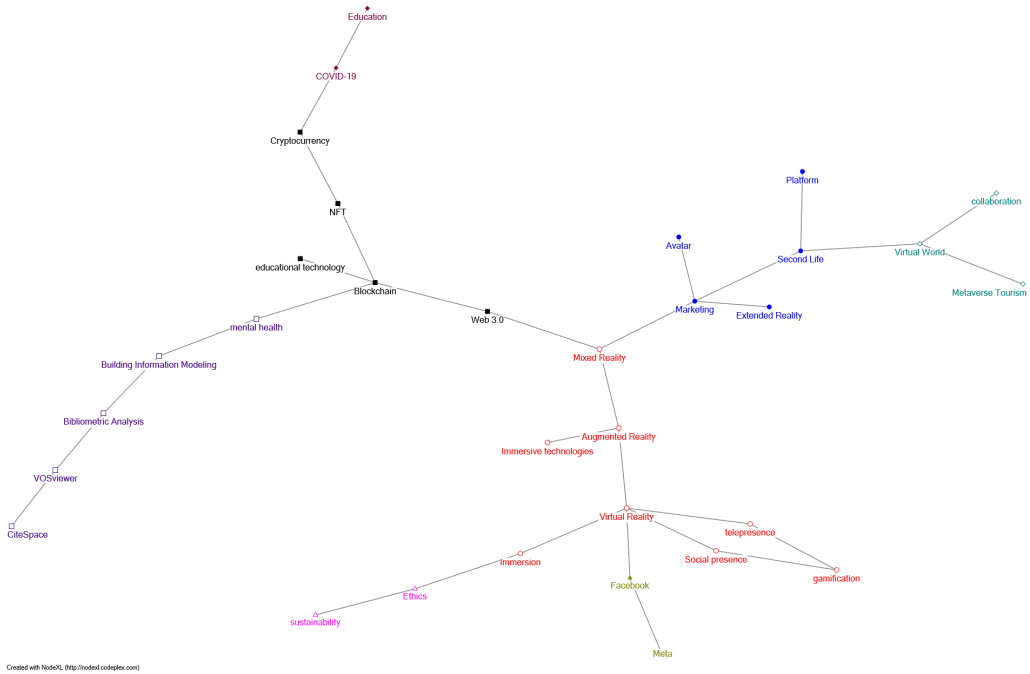 Education
COVID-19
Cryptocurrency
Platform
collaboration
NFT
Avatar
Virtual World
Second Life
educational technology
Blockchain
Metaverse Tourism
Marketing
Extended Reality
Web 3.0
mental health
Mixed Reality
Building Information Modeling
Bibliometric Analysis
Augmented Reality
Immersive technologies
VOSviewer
Virtual Reality
CiteSpace
telepresence
Social presence
Immersion
gamification
Facebook
Ethics
sustainability
Meta
Created with NodeXL (http://nodexl.codeplex.com)